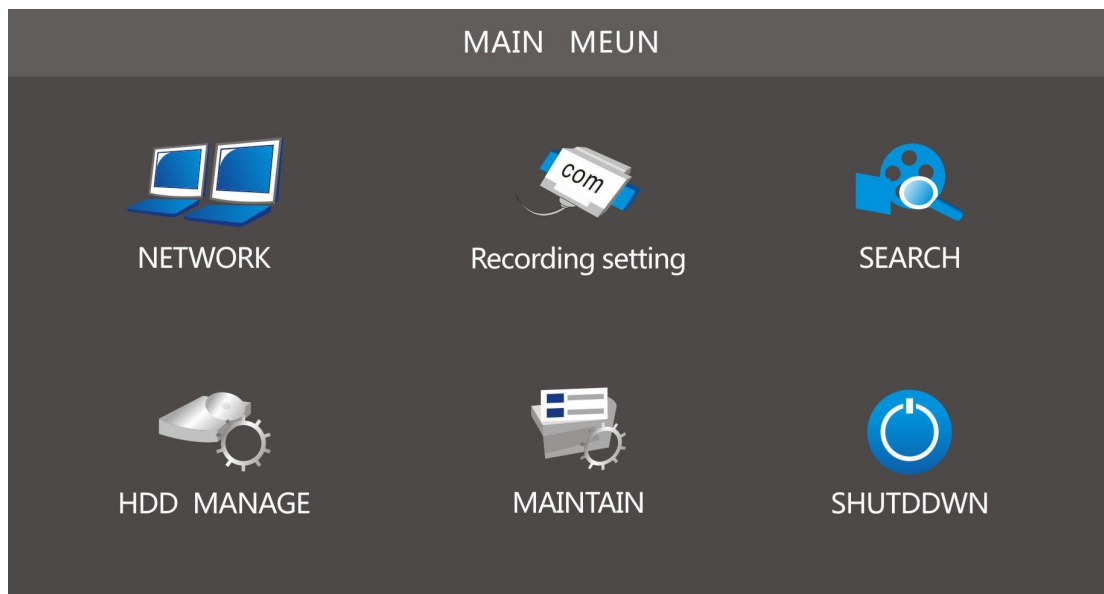 MAIN MEUN
com
NETWORK
Recording setting
SEARCH
HDD MANAGE
MAINTAIN
SHUTDDWN